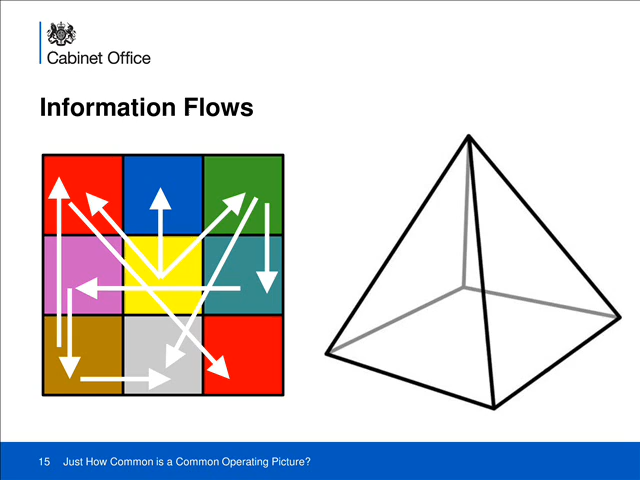 Cabinet Office
Information Flows
15 Just How Common is a Common Operating Picture?